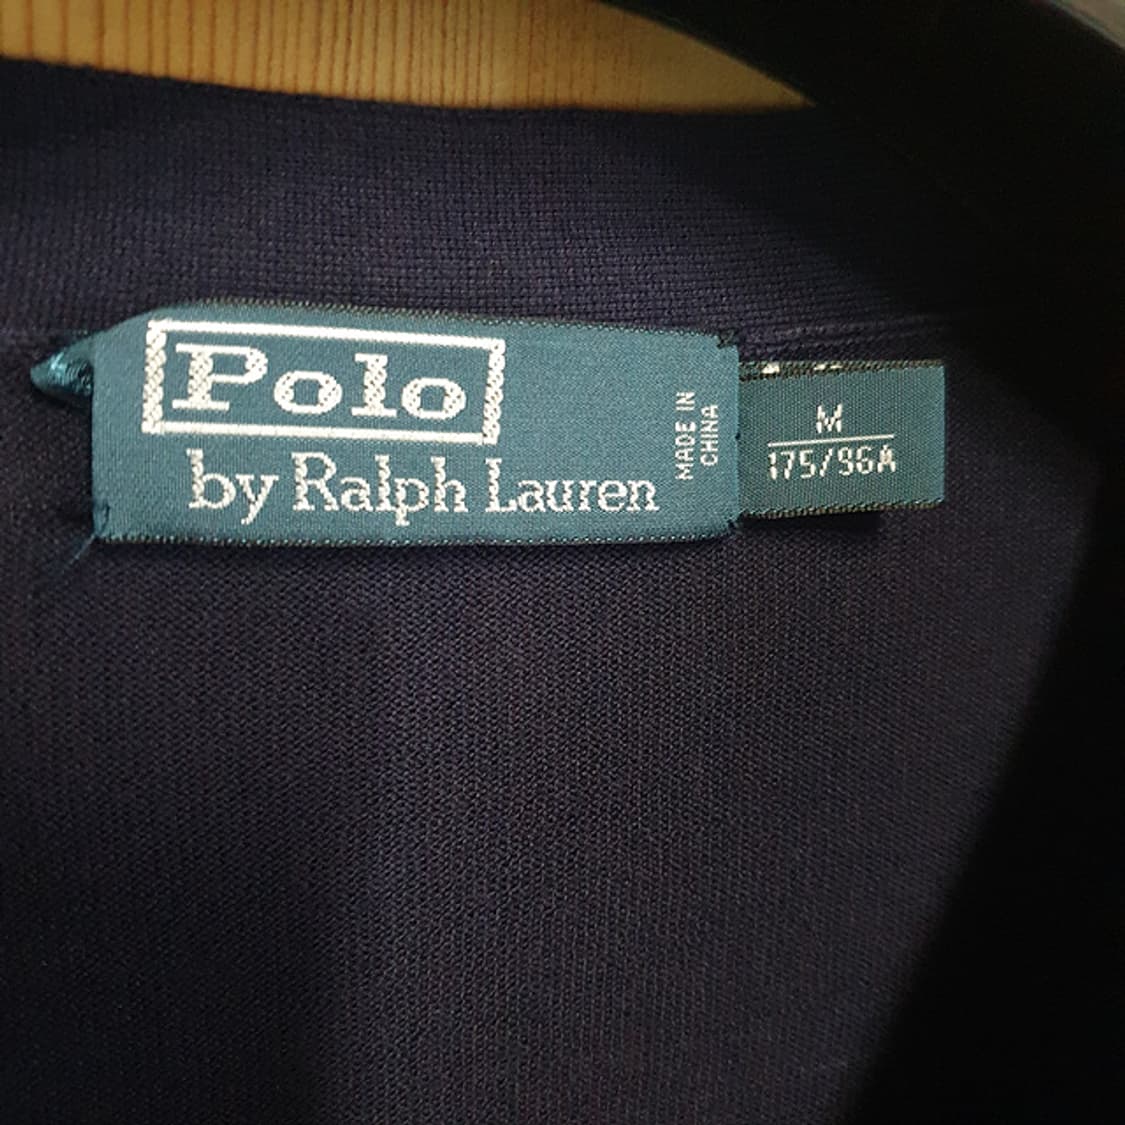 Polo
by Ralph Lauren
MADE IN
CHINA
M
175/96A